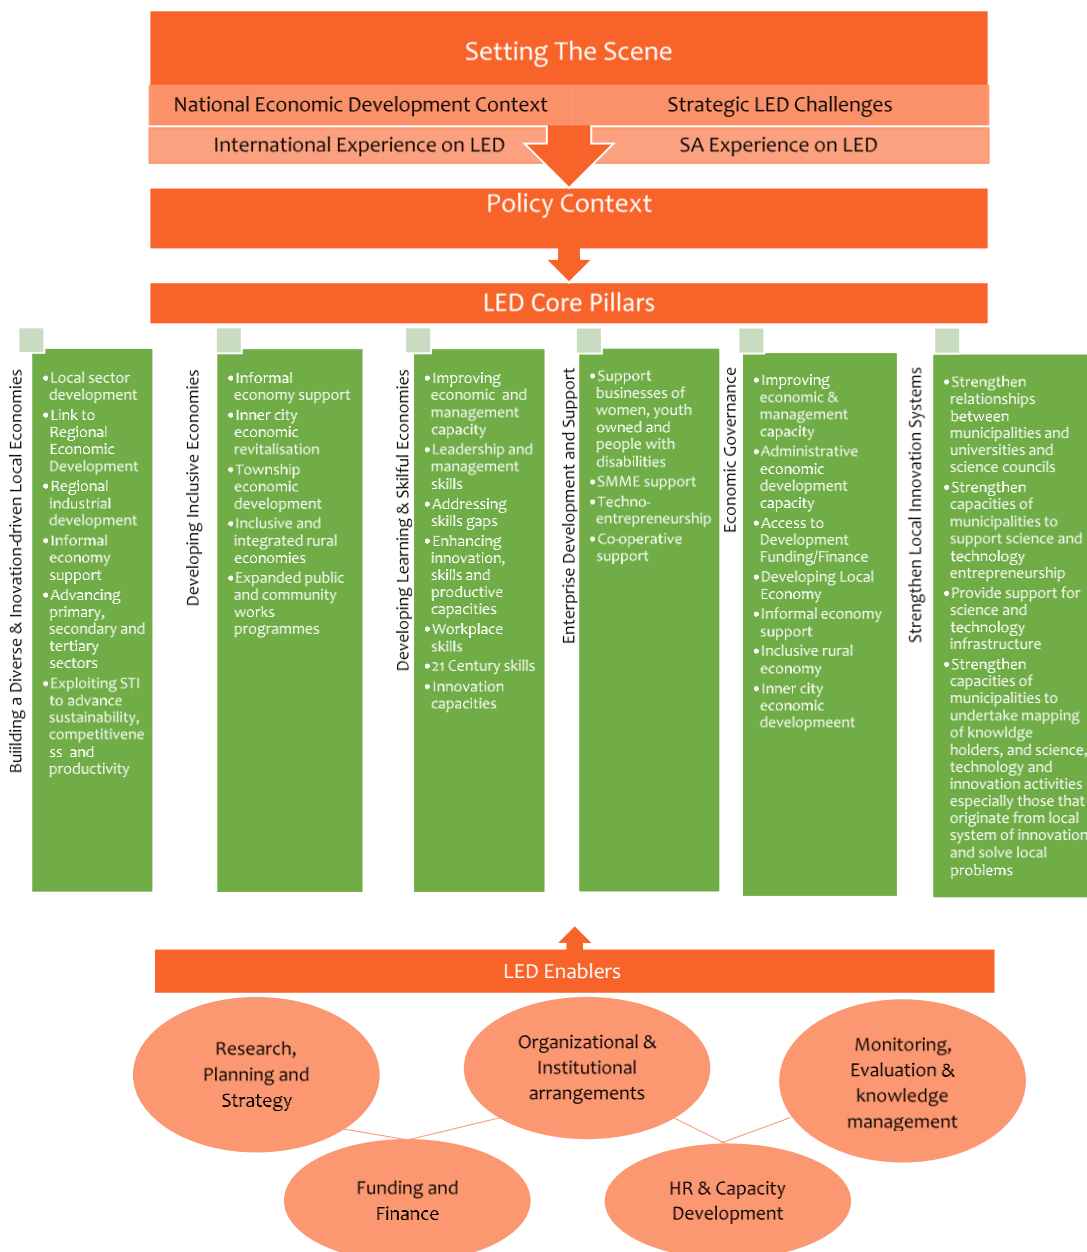 Setting The Scene
National Economic Development Context
Strategic LED Challenges
International Experience on LED
SA Experience on LED
Policy Context
LED Core Pillars
Buiilding a Diverse & Inovation-driven Local Economies
•Local sector
development
•Link to
Regional
Economic
Development
•Regional
industrial
development
•Informal
economy
support
•Advancing
primary,
secondary and
tertiary
sectors
•Exploiting STI
to advance
sustainability,
competitivene
ss and
productivity
Developing Inclusive Economies
•Informal
economy support
•Inner city
economic
revitalisation
•Township
economic
development
•Inclusive and
integrated rural
economies
•Expanded public
and community
works
programmes
Developing Learning & Skilful Economies
•Improving
economic and
management
capacity
•Leadership and
management
skills
•Addressing
skills gaps
•Enhancing
innovation,
skills and
productive
capacities
•Workplace
skills
•21 Century skills
•Innovation
capacities
Enterprise Development and Support
•Support
businesses of
women, youth
owned and
people with
disabilities
•SMME support
•Techno-
entrepreneurship
•Co-operative
support
Economic Governance
•Improving
economic &
management
capacity
•Administrative
economic
development
capacity
•Access to
Development
Funding/Finance
•Developing Local
Economy
•Informal economy
support
•Inclusive rural
economy
•Inner city
economic
developmeent
Strengthen Local Innovation Systems
•Strengthen
relationships
between
municipalities and
universities and
science councils
•Strengthen
capacities of
municipalities to
support science and
technology
entrepreneurship
•Provide support for
science and
technology
infrastructure
•Strengthen
capacities of
municipalities to
undertake mapping
of knowldge
holders, and science,
technology and
innovation activities
especially those that
originate from local
system of innovation
and solve local
problems
LED Enablers
Research,
Planning and
Strategy
Organizational &
Institutional
arrangements
Monitoring,
Evaluation &
knowledge
management
Funding and
Finance
HR & Capacity
Development